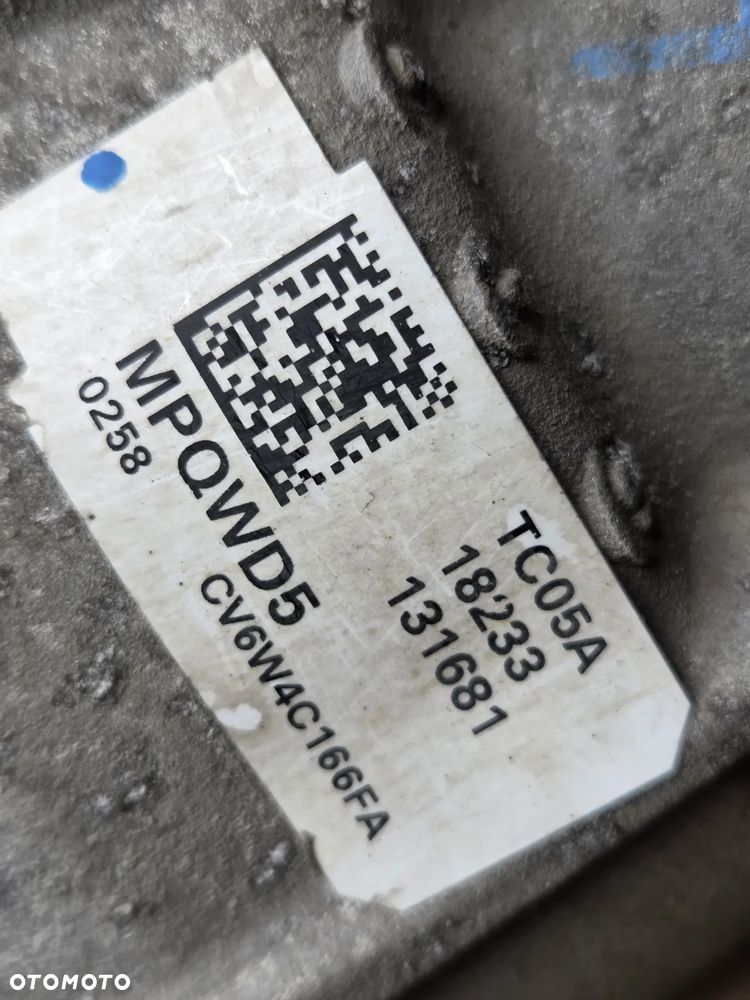 TC05A
18233
131681
MPQWD5
0258
CV6W4C166FA
OTOMOTO